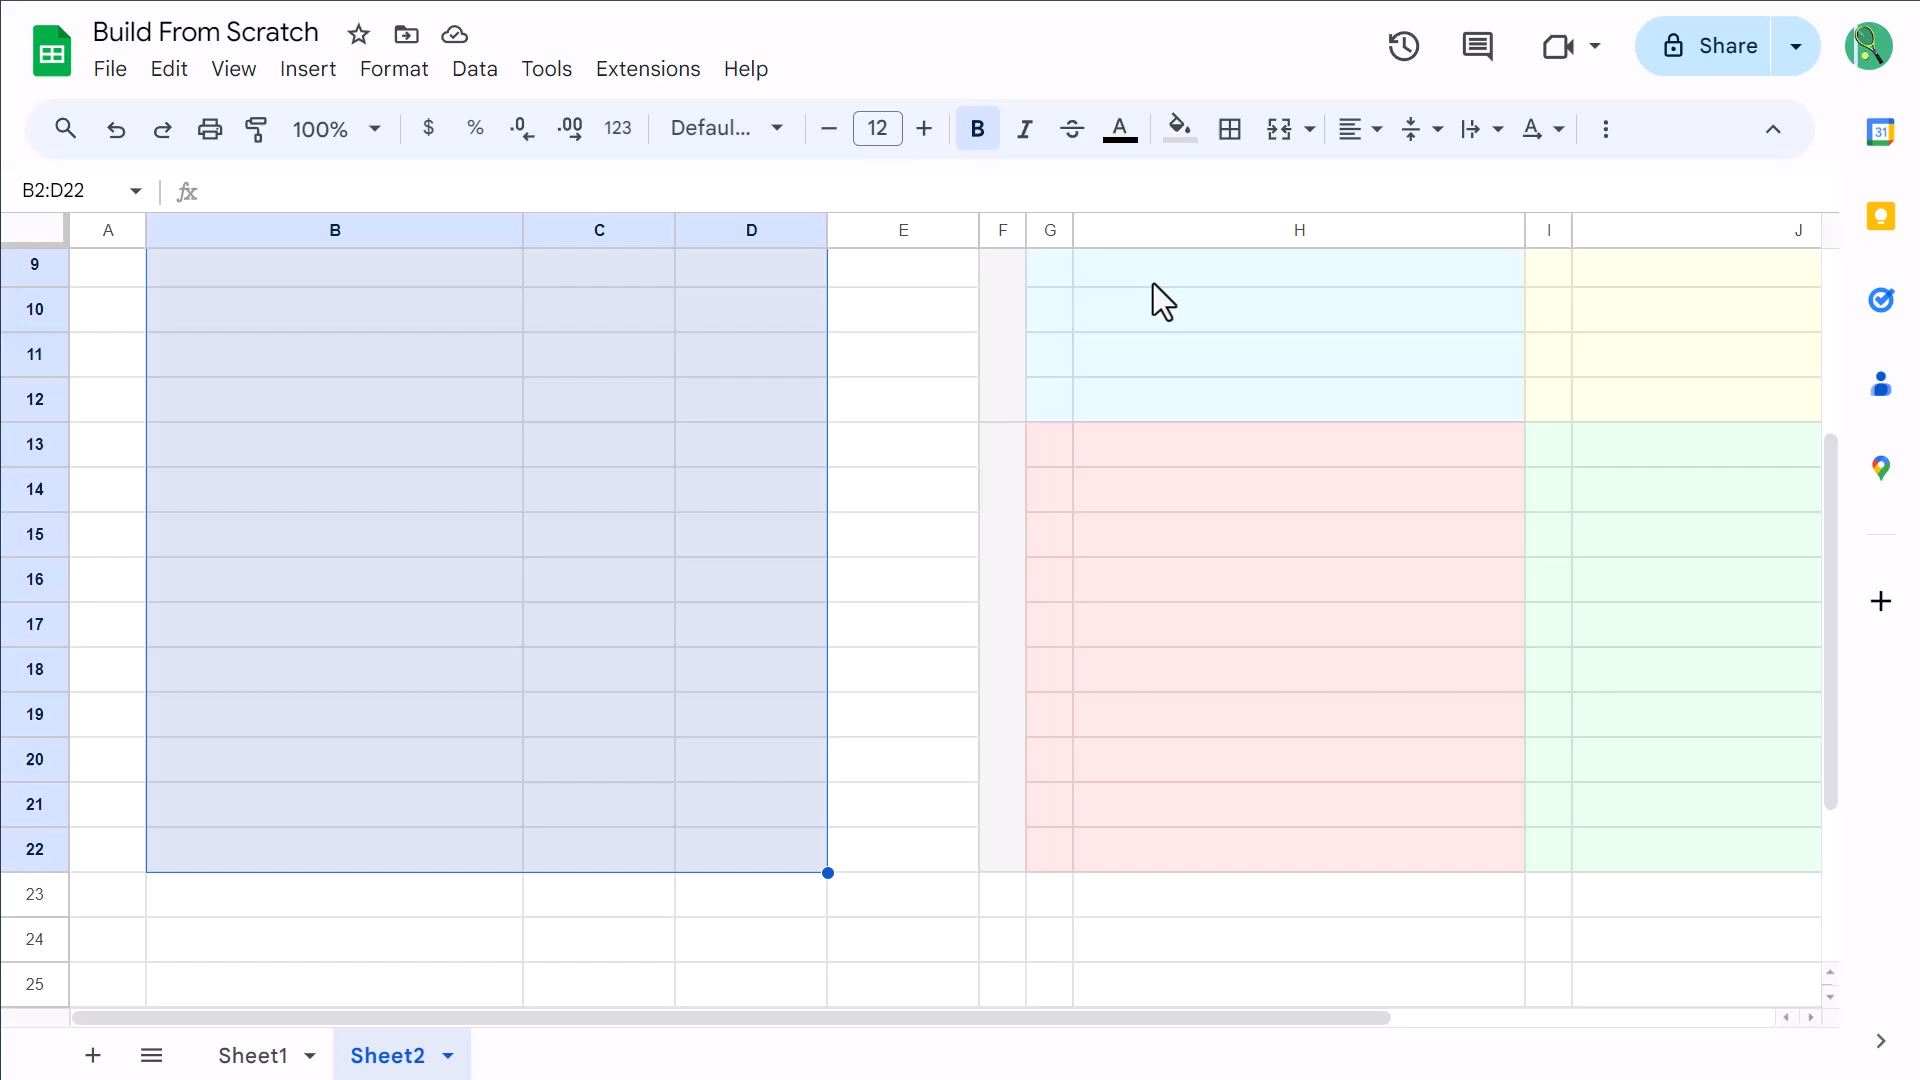 Build From Scratch
File Edit View Insert Format Data Tools Extensions Help
Share
100% $ % .0 .00 123 Defaul... 12 B I A A
B2:D22 fx
A B C D E F G H I J
9
10
11
12
13
14
15
16
17
18
19
20
21
22
23
24
25
31
Sheet1 Sheet2